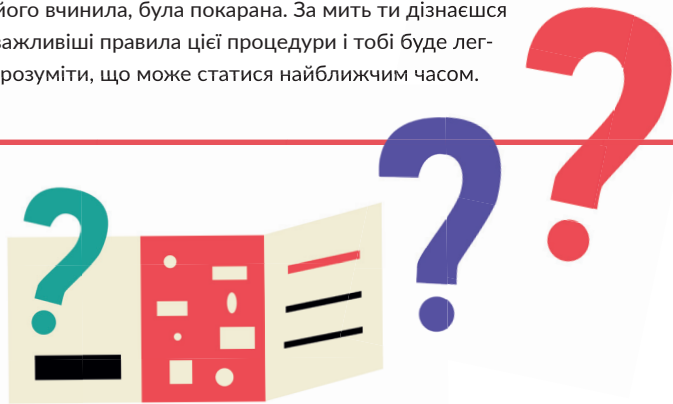 його вчинила, була покарана. За мить ти дізнаєшся
важливіші правила цієї процедури і тобі буде лег-
розуміти, що може статися найближчим часом.